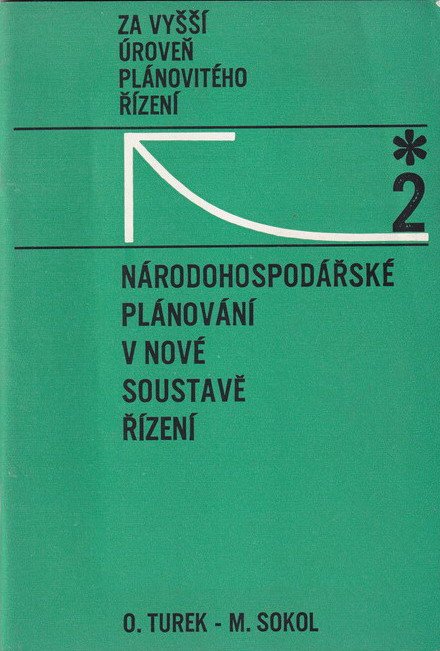 ZA VYŠŠÍ
ÚROVEŇ
PLÁNOVITÉHO
ŘÍZENÍ
* 2
NÁRODOHOSPODÁŘSKÉ
PLÁNOVÁNÍ
V NOVÉ
SOUSTAVĚ
ŘÍZENÍ
O. TUREK - M. SOKOL